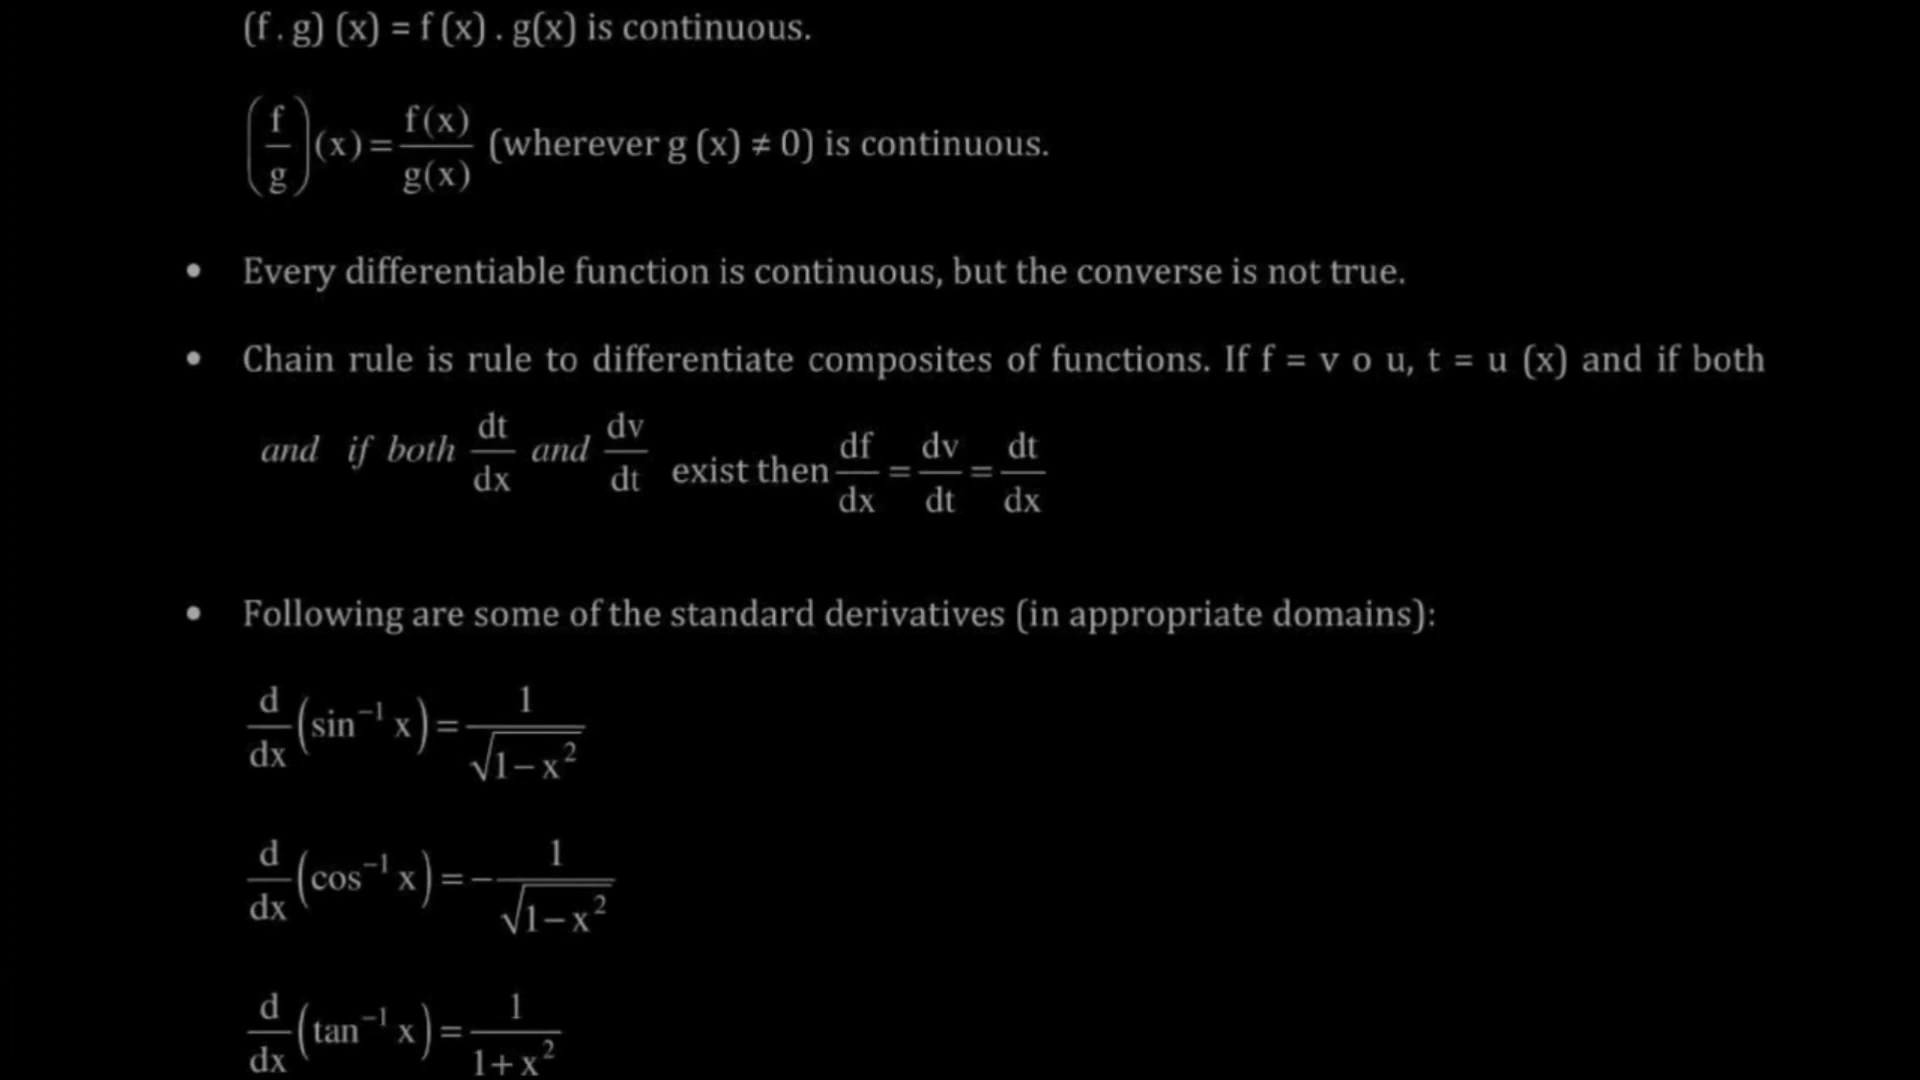 (f . g) (x) = f (x) . g(x) is continuous.
(f/g)(x) = f(x)/g(x) (wherever g (x) ≠ 0) is continuous.
• Every differentiable function is continuous, but the converse is not true.
• Chain rule is rule to differentiate composites of functions. If f = v o u, t = u (x) and if both
and if both dt/dx and dv/dt exist then df/dx = dv/dt = dt/dx
• Following are some of the standard derivatives (in appropriate domains):
d/dx (sin⁻¹ x) = 1/√(1−x²)
d/dx (cos⁻¹ x) = −1/√(1−x²)
d/dx (tan⁻¹ x) = 1/(1+x²)